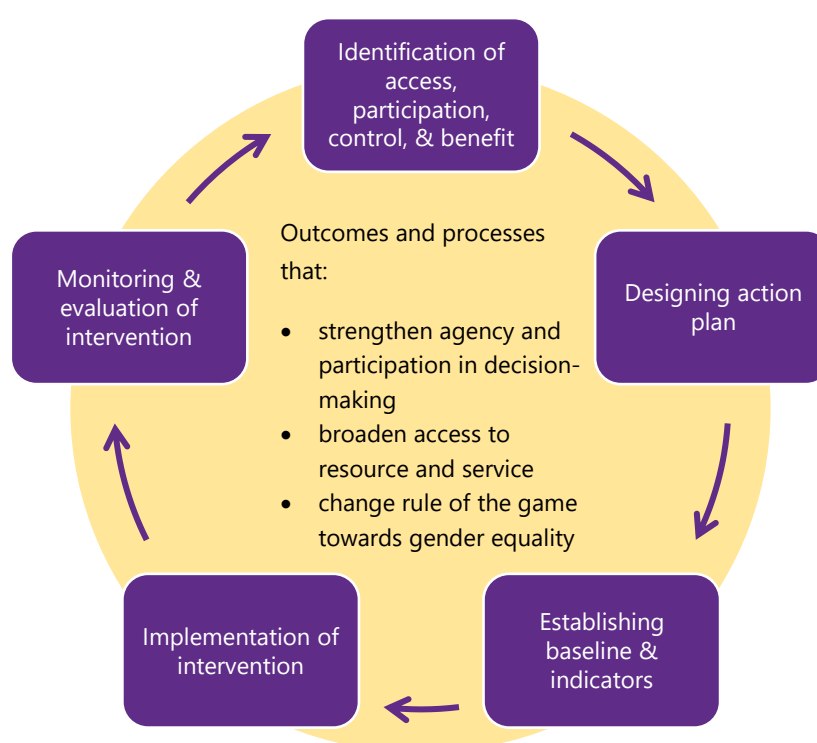 Identification of
access,
participation,
control, & benefit
Designing action
plan
Establishing
baseline &
indicators
Implementation of
intervention
Monitoring &
evaluation of
intervention
Outcomes and processes
that:
• strengthen agency and
participation in decision-
making
• broaden access to
resource and service
• change rule of the game
towards gender equality